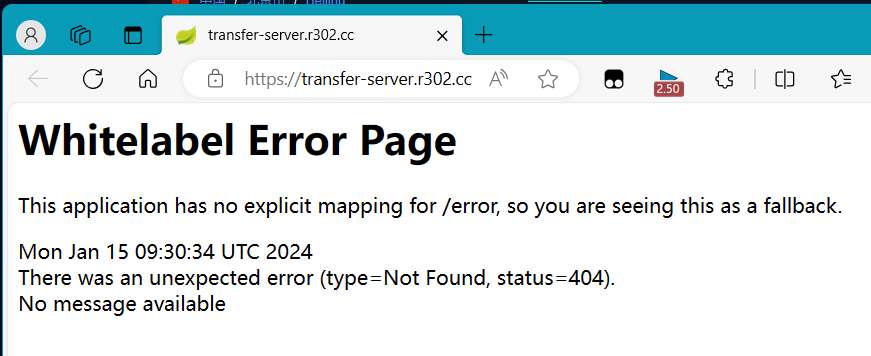 transfer-server.r302.cc
https://transfer-server.r302.cc
2.50
Whitelabel Error Page
This application has no explicit mapping for /error, so you are seeing this as a fallback.
Mon Jan 15 09:30:34 UTC 2024
There was an unexpected error (type=Not Found, status=404).
No message available